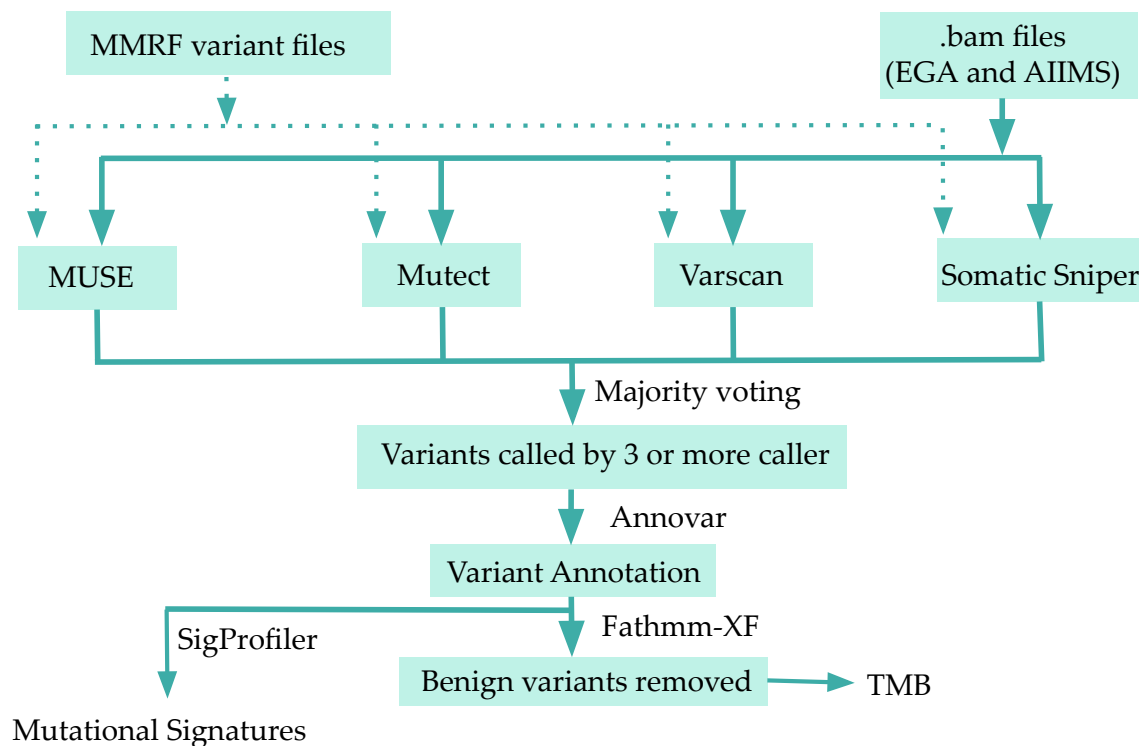 MMRF variant files
.bam files
(EGA and AIIMS)
MUSE
Mutect
Varscan
Somatic Sniper
Majority voting
Variants called by 3 or more caller
Annovar
Variant Annotation
SigProfiler
Fathmm-XF
Benign variants removed
TMB
Mutational Signatures